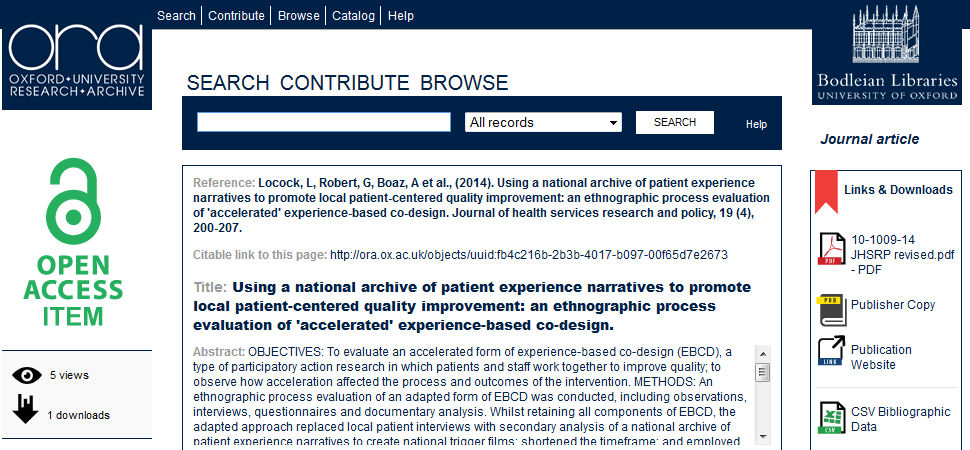 Search
Contribute
Browse
Catalog
Help
ora
OXFORD•UNIVERSITY
RESEARCH•ARCHIVE
Bodleian Libraries
UNIVERSITY OF OXFORD
SEARCH CONTRIBUTE BROWSE
All records
SEARCH
Help
OPEN
ACCESS
ITEM
5 views
1 downloads
Reference: Locock, L, Robert, G, Boaz, A et al., (2014). Using a national archive of patient experience
narratives to promote local patient-centered quality improvement: an ethnographic process evaluation
of 'accelerated' experience-based co-design. Journal of health services research and policy, 19 (4),
200-207.
Citable link to this page: http://ora.ox.ac.uk/objects/uuid:fb4c216b-2b3b-4017-b097-00f65d7e2673
Title: Using a national archive of patient experience narratives to promote
local patient-centered quality improvement: an ethnographic process
evaluation of 'accelerated' experience-based co-design.
Abstract: OBJECTIVES: To evaluate an accelerated form of experience-based co-design (EBCD), a
type of participatory action research in which patients and staff work together to improve quality; to
observe how acceleration affected the process and outcomes of the intervention. METHODS: An
ethnographic process evaluation of an adapted form of EBCD was conducted, including observations,
interviews, questionnaires and documentary analysis. Whilst retaining all components of EBCD, the
adapted approach replaced local patient interviews with secondary analysis of a national archive of
patient experience narratives to create national trigger films; shortened the timeframe; and employed
Journal article
Links & Downloads
PDF
10-1009-14
JHSRP revised.pdf
- PDF
PUB
Publisher Copy
LINK
Publication
Website
CSV
CSV Bibliographic
Data